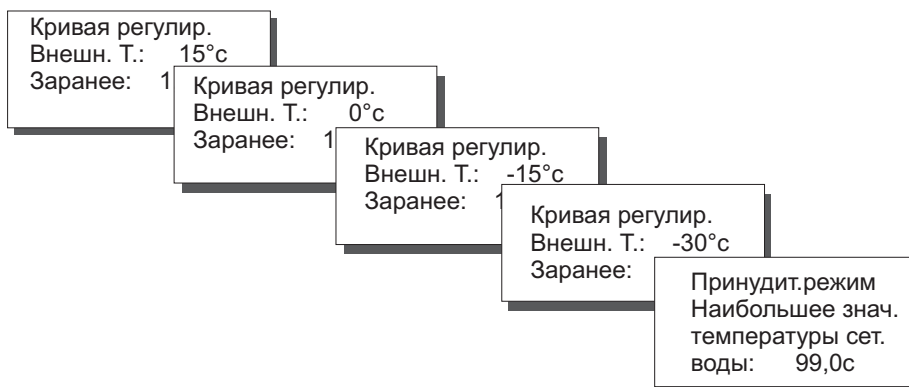 Кривая регулир.
Внешн. Т.: 15°с
Заранее: 1
Кривая регулир.
Внешн. Т.: 0°с
Заранее: 1
Кривая регулир.
Внешн. Т.: -15°с
Заранее:
Кривая регулир.
Внешн. Т.: -30°с
Заранее:
Принудит.режим
Наибольшее знач.
температуры сет.
воды: 99,0с